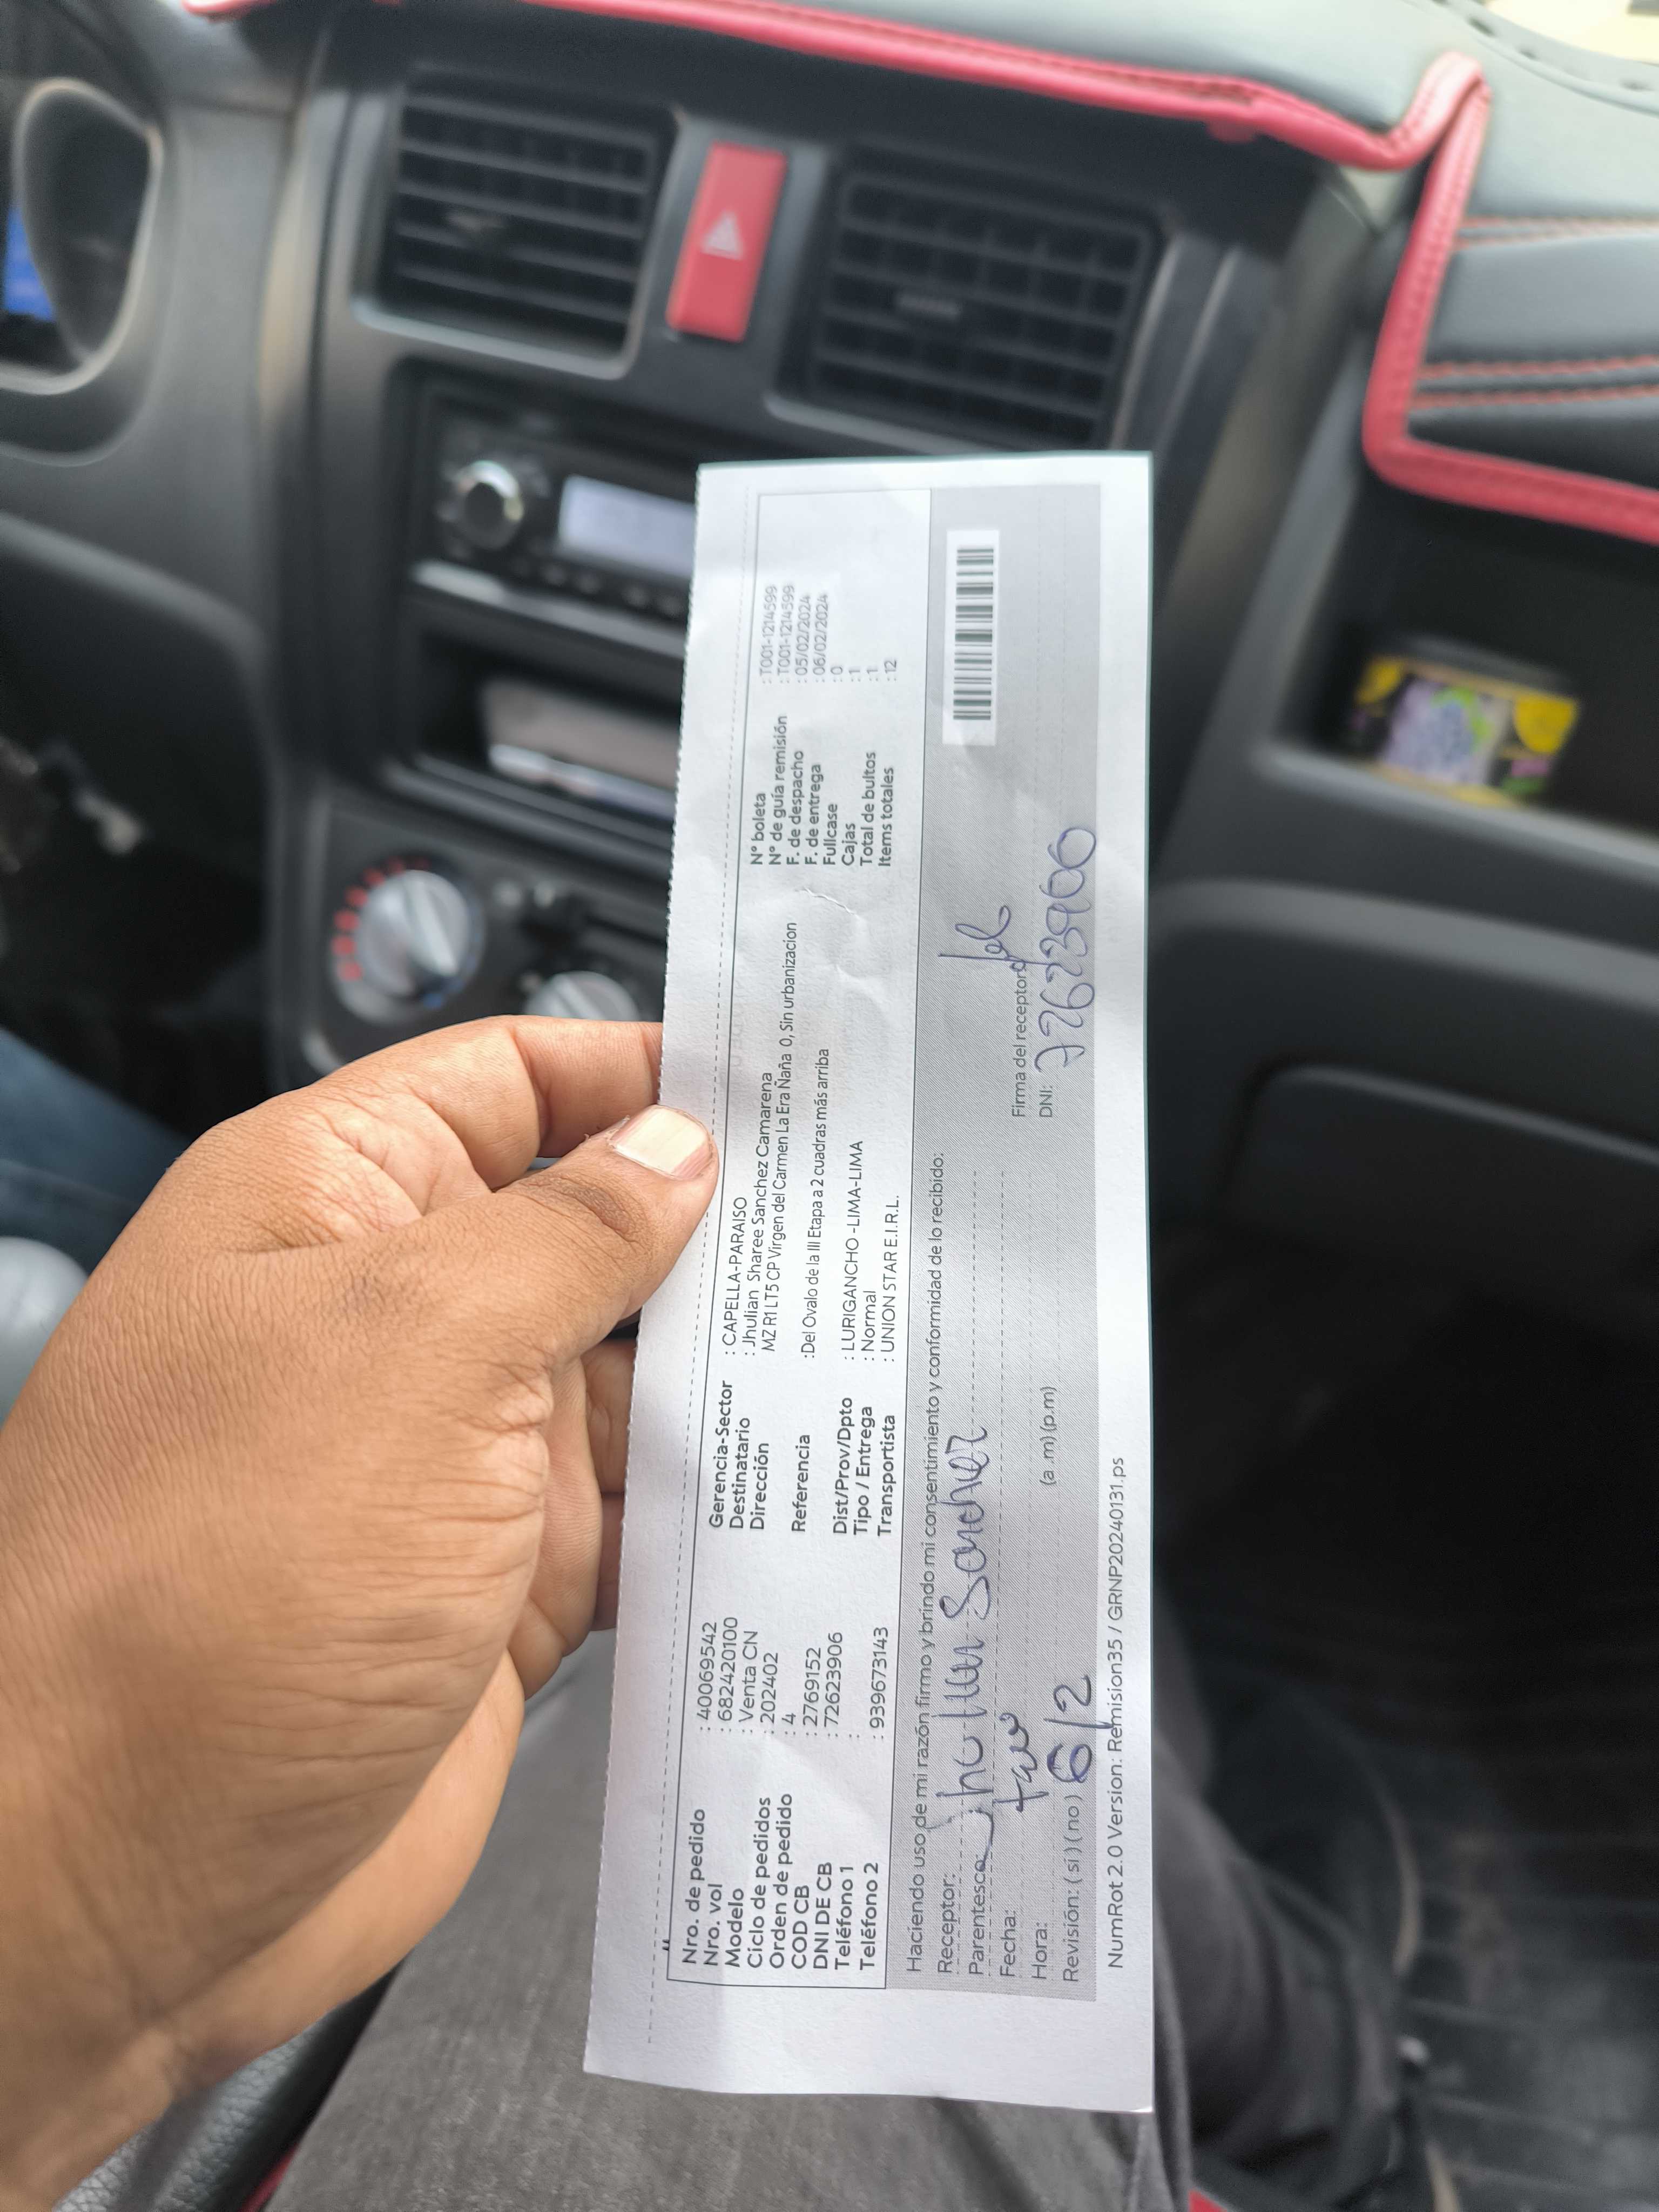 Nro. de pedido : 40069542
Nro. vol : 682420100
Modelo : Venta CN
Ciclo de pedidos : 202402
Orden de pedido : 4
COD CB : 2769152
DNI DE CB : 72623906
Teléfono 1 :
Teléfono 2 : 939673143
Gerencia-Sector : CAPELLA-PARAISO
Destinatario : Jhulian Sharee Sanchez Camarena
Dirección MZ R1 LT5 CP Virgen del Carmen La Era Ñaña 0, Sin urbanizacion
Referencia :Del Ovalo de la III Etapa a 2 cuadras más arriba
Dist/Prov/Dpto : LURIGANCHO -LIMA-LIMA
Tipo / Entrega : Normal
Transportista : UNION STAR E.I.R.L.
N° boleta : T001-1214599
N° de guía remisión : T001-1214599
F. de despacho : 05/02/2024
F. de entrega : 06/02/2024
Fullcase : 0
Cajas : 1
Total de bultos : 1
Items totales : 12
Haciendo uso de mi razón firmo y brindo mi consentimiento y conformidad de lo recibido:
Receptor: Sanchez
Parentesco:
Fecha:
Hora: (a.m) (p.m)
Revisión: ( si ) ( no ) 6/2
Firma del receptor:
DNI:
NumRot 2.0 Version: Remision35 / GRNP20240131.ps